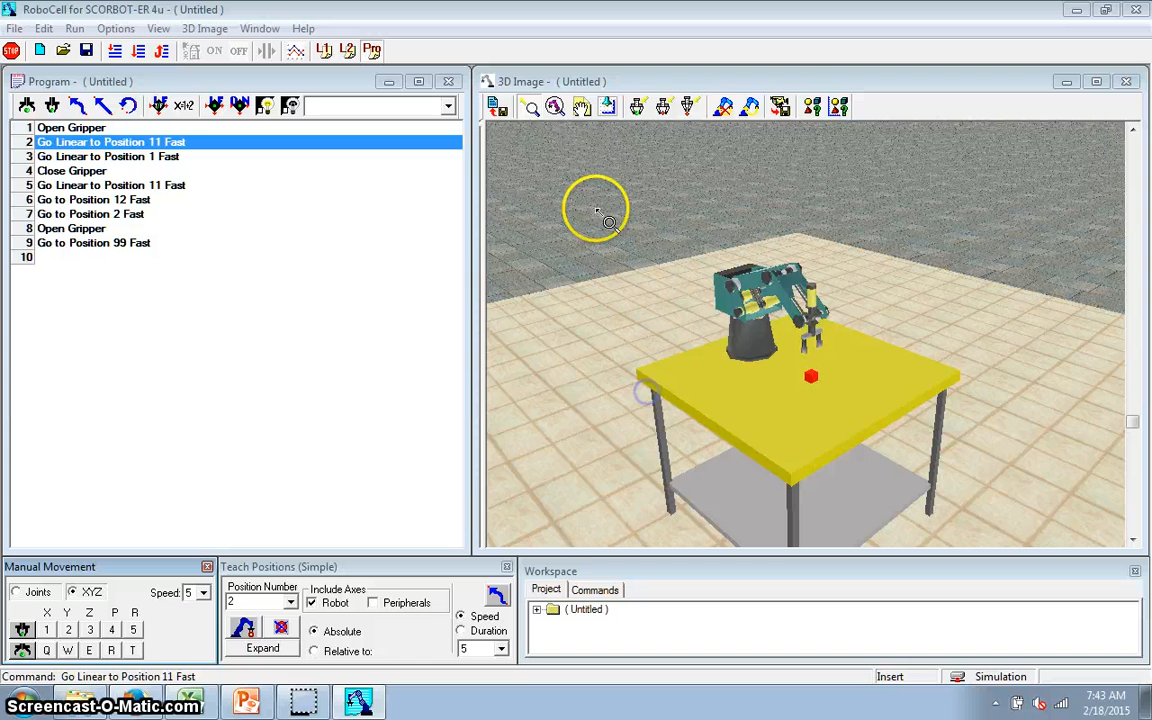 RoboCell for SCORBOT-ER 4u - ( Untitled )
File Edit Run Options View 3D Image Window Help
STOP ON OFF L1 L2 Prg
Program - ( Untitled )
3D Image - ( Untitled )
1 Open Gripper
2 Go Linear to Position 11 Fast
3 Go Linear to Position 1 Fast
4 Close Gripper
5 Go Linear to Position 11 Fast
6 Go to Position 12 Fast
7 Go to Position 2 Fast
8 Open Gripper
9 Go to Position 99 Fast
10
Manual Movement
Joints XYZ Speed: 5
X Y Z P R
1 2 3 4 5
Q W E R T
Teach Positions (Simple)
Position Number
2
Include Axes
Robot Peripherals
Absolute
Expand
Relative to:
Speed
Duration
5
Workspace
Project Commands
( Untitled )
Command: Go Linear to Position 11 Fast
Insert
Simulation
Screencast-O-Matic.com
7:43 AM
2/18/2015